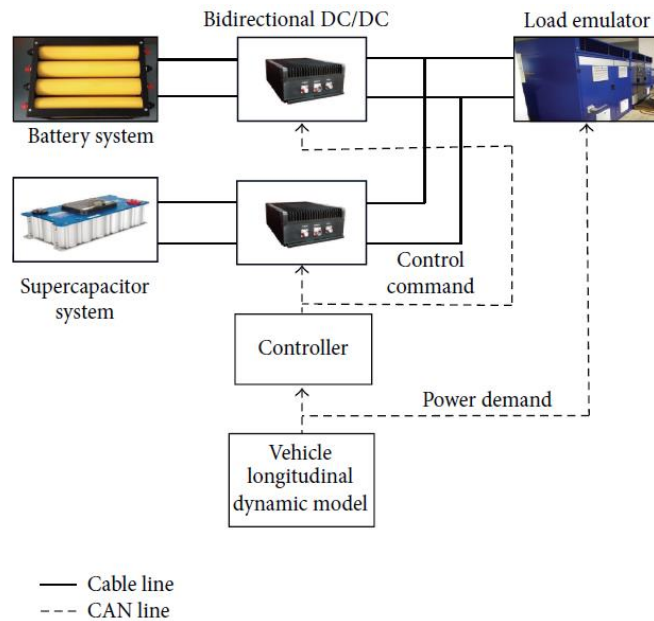 Bidirectional DC/DC
Load emulator
Battery system
Supercapacitor
system
Control
command
Controller
Power demand
Vehicle
longitudinal
dynamic model
Cable line
CAN line